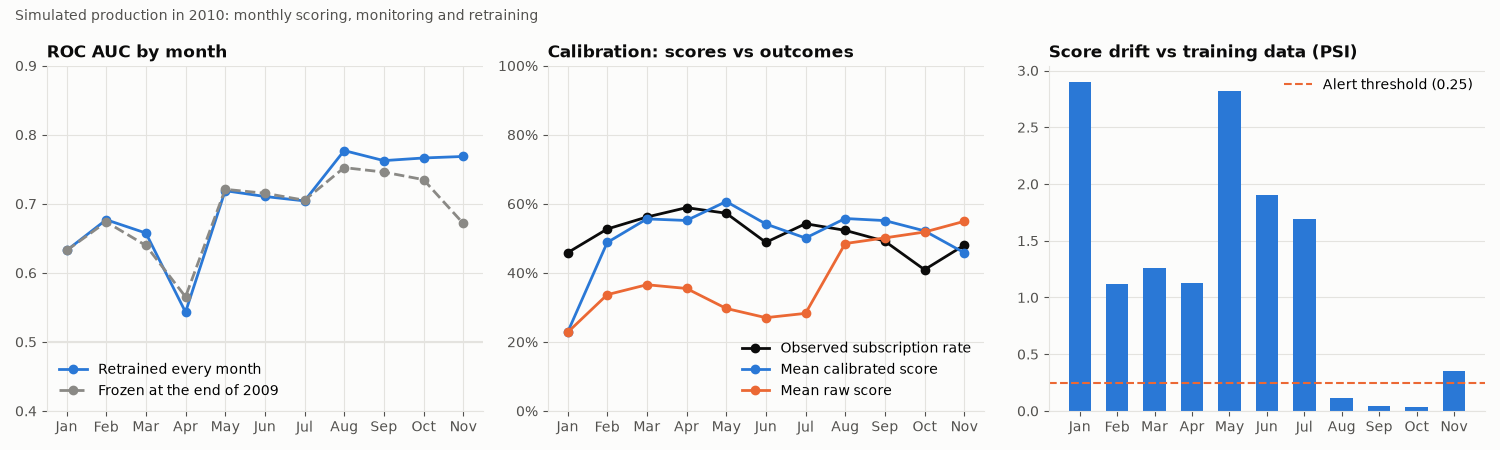 Simulated production in 2010: monthly scoring, monitoring and retraining
ROC AUC by month
0.9
0.8
0.7
0.6
0.5
0.4
Retrained every month
Frozen at the end of 2009
Jan Feb Mar Apr May Jun Jul Aug Sep Oct Nov
Calibration: scores vs outcomes
100%
80%
60%
40%
20%
0%
Observed subscription rate
Mean calibrated score
Mean raw score
Jan Feb Mar Apr May Jun Jul Aug Sep Oct Nov
Score drift vs training data (PSI)
3.0
2.5
2.0
1.5
1.0
0.5
0.0
Alert threshold (0.25)
Jan Feb Mar Apr May Jun Jul Aug Sep Oct Nov